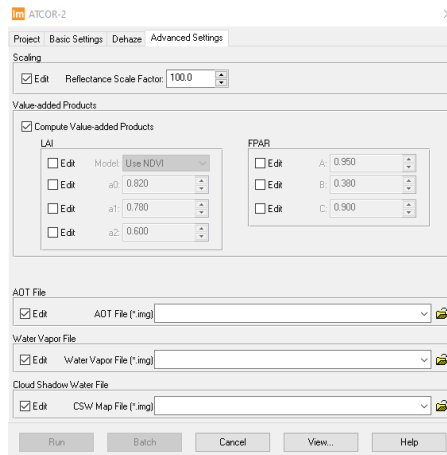 Im ATCOR-2
Project Basic Settings Dehaze Advanced Settings
Scaling
Edit Reflectance Scale Factor: 100.0
Value-added Products
Compute Value-added Products
LAI FPAR
Edit Model: Use NDVI Edit A: 0.950
Edit a0: 0.820 Edit B: 0.380
Edit a1: 0.780 Edit C: 0.900
Edit a2: 0.600
AOT File
Edit AOT File (*.img)
Water Vapor File
Edit Water Vapor File (*.img)
Cloud Shadow Water File
Edit CSW Map File (*.img)
Run Batch Cancel View... Help